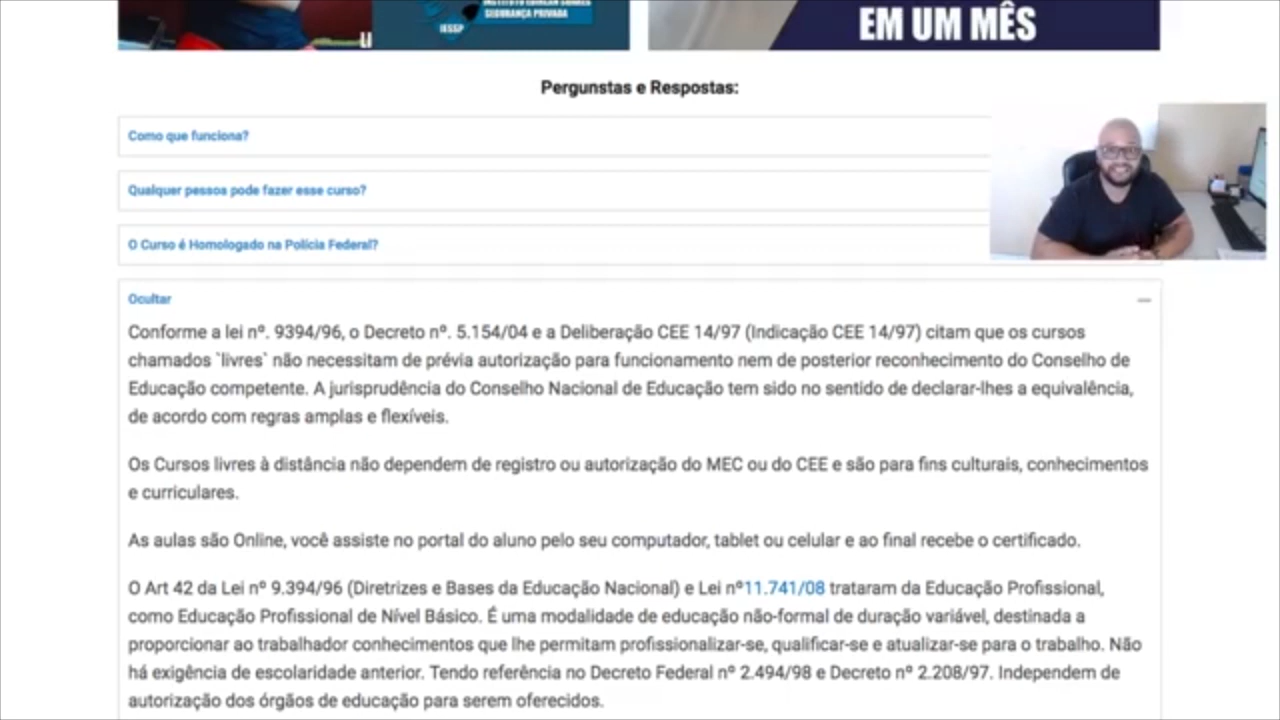 SEGURANÇA PRIVADA
IESSP
EM UM MÊS
Pergunstas e Respostas:
Como que funciona?
Qualquer pessoa pode fazer esse curso?
O Curso é Homologado na Polícia Federal?
Ocultar
Conforme a lei nº. 9394/96, o Decreto nº. 5.154/04 e a Deliberação CEE 14/97 (Indicação CEE 14/97) citam que os cursos
chamados `livres` não necessitam de prévia autorização para funcionamento nem de posterior reconhecimento do Conselho de
Educação competente. A jurisprudência do Conselho Nacional de Educação tem sido no sentido de declarar-lhes a equivalência,
de acordo com regras amplas e flexíveis.
Os Cursos livres à distância não dependem de registro ou autorização do MEC ou do CEE e são para fins culturais, conhecimentos
e curriculares.
As aulas são Online, você assiste no portal do aluno pelo seu computador, tablet ou celular e ao final recebe o certificado.
O Art 42 da Lei nº 9.394/96 (Diretrizes e Bases da Educação Nacional) e Lei nº11.741/08 trataram da Educação Profissional,
como Educação Profissional de Nível Básico. É uma modalidade de educação não-formal de duração variável, destinada a
proporcionar ao trabalhador conhecimentos que lhe permitam profissionalizar-se, qualificar-se e atualizar-se para o trabalho. Não
há exigência de escolaridade anterior. Tendo referência no Decreto Federal nº 2.494/98 e Decreto nº 2.208/97. Independem de
autorização dos órgãos de educação para serem oferecidos.